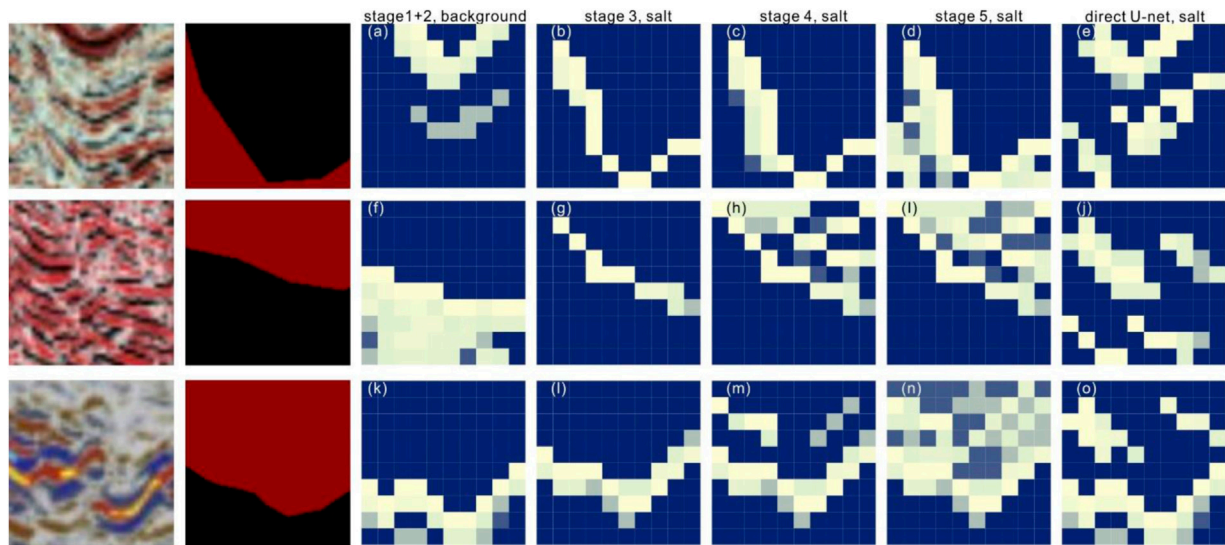 stage1+2, background stage 3, salt stage 4, salt stage 5, salt direct U-net, salt
(a) (b) (c) (d) (e)
(f) (g) (h) (I) (j)
(k) (l) (m) (n) (o)